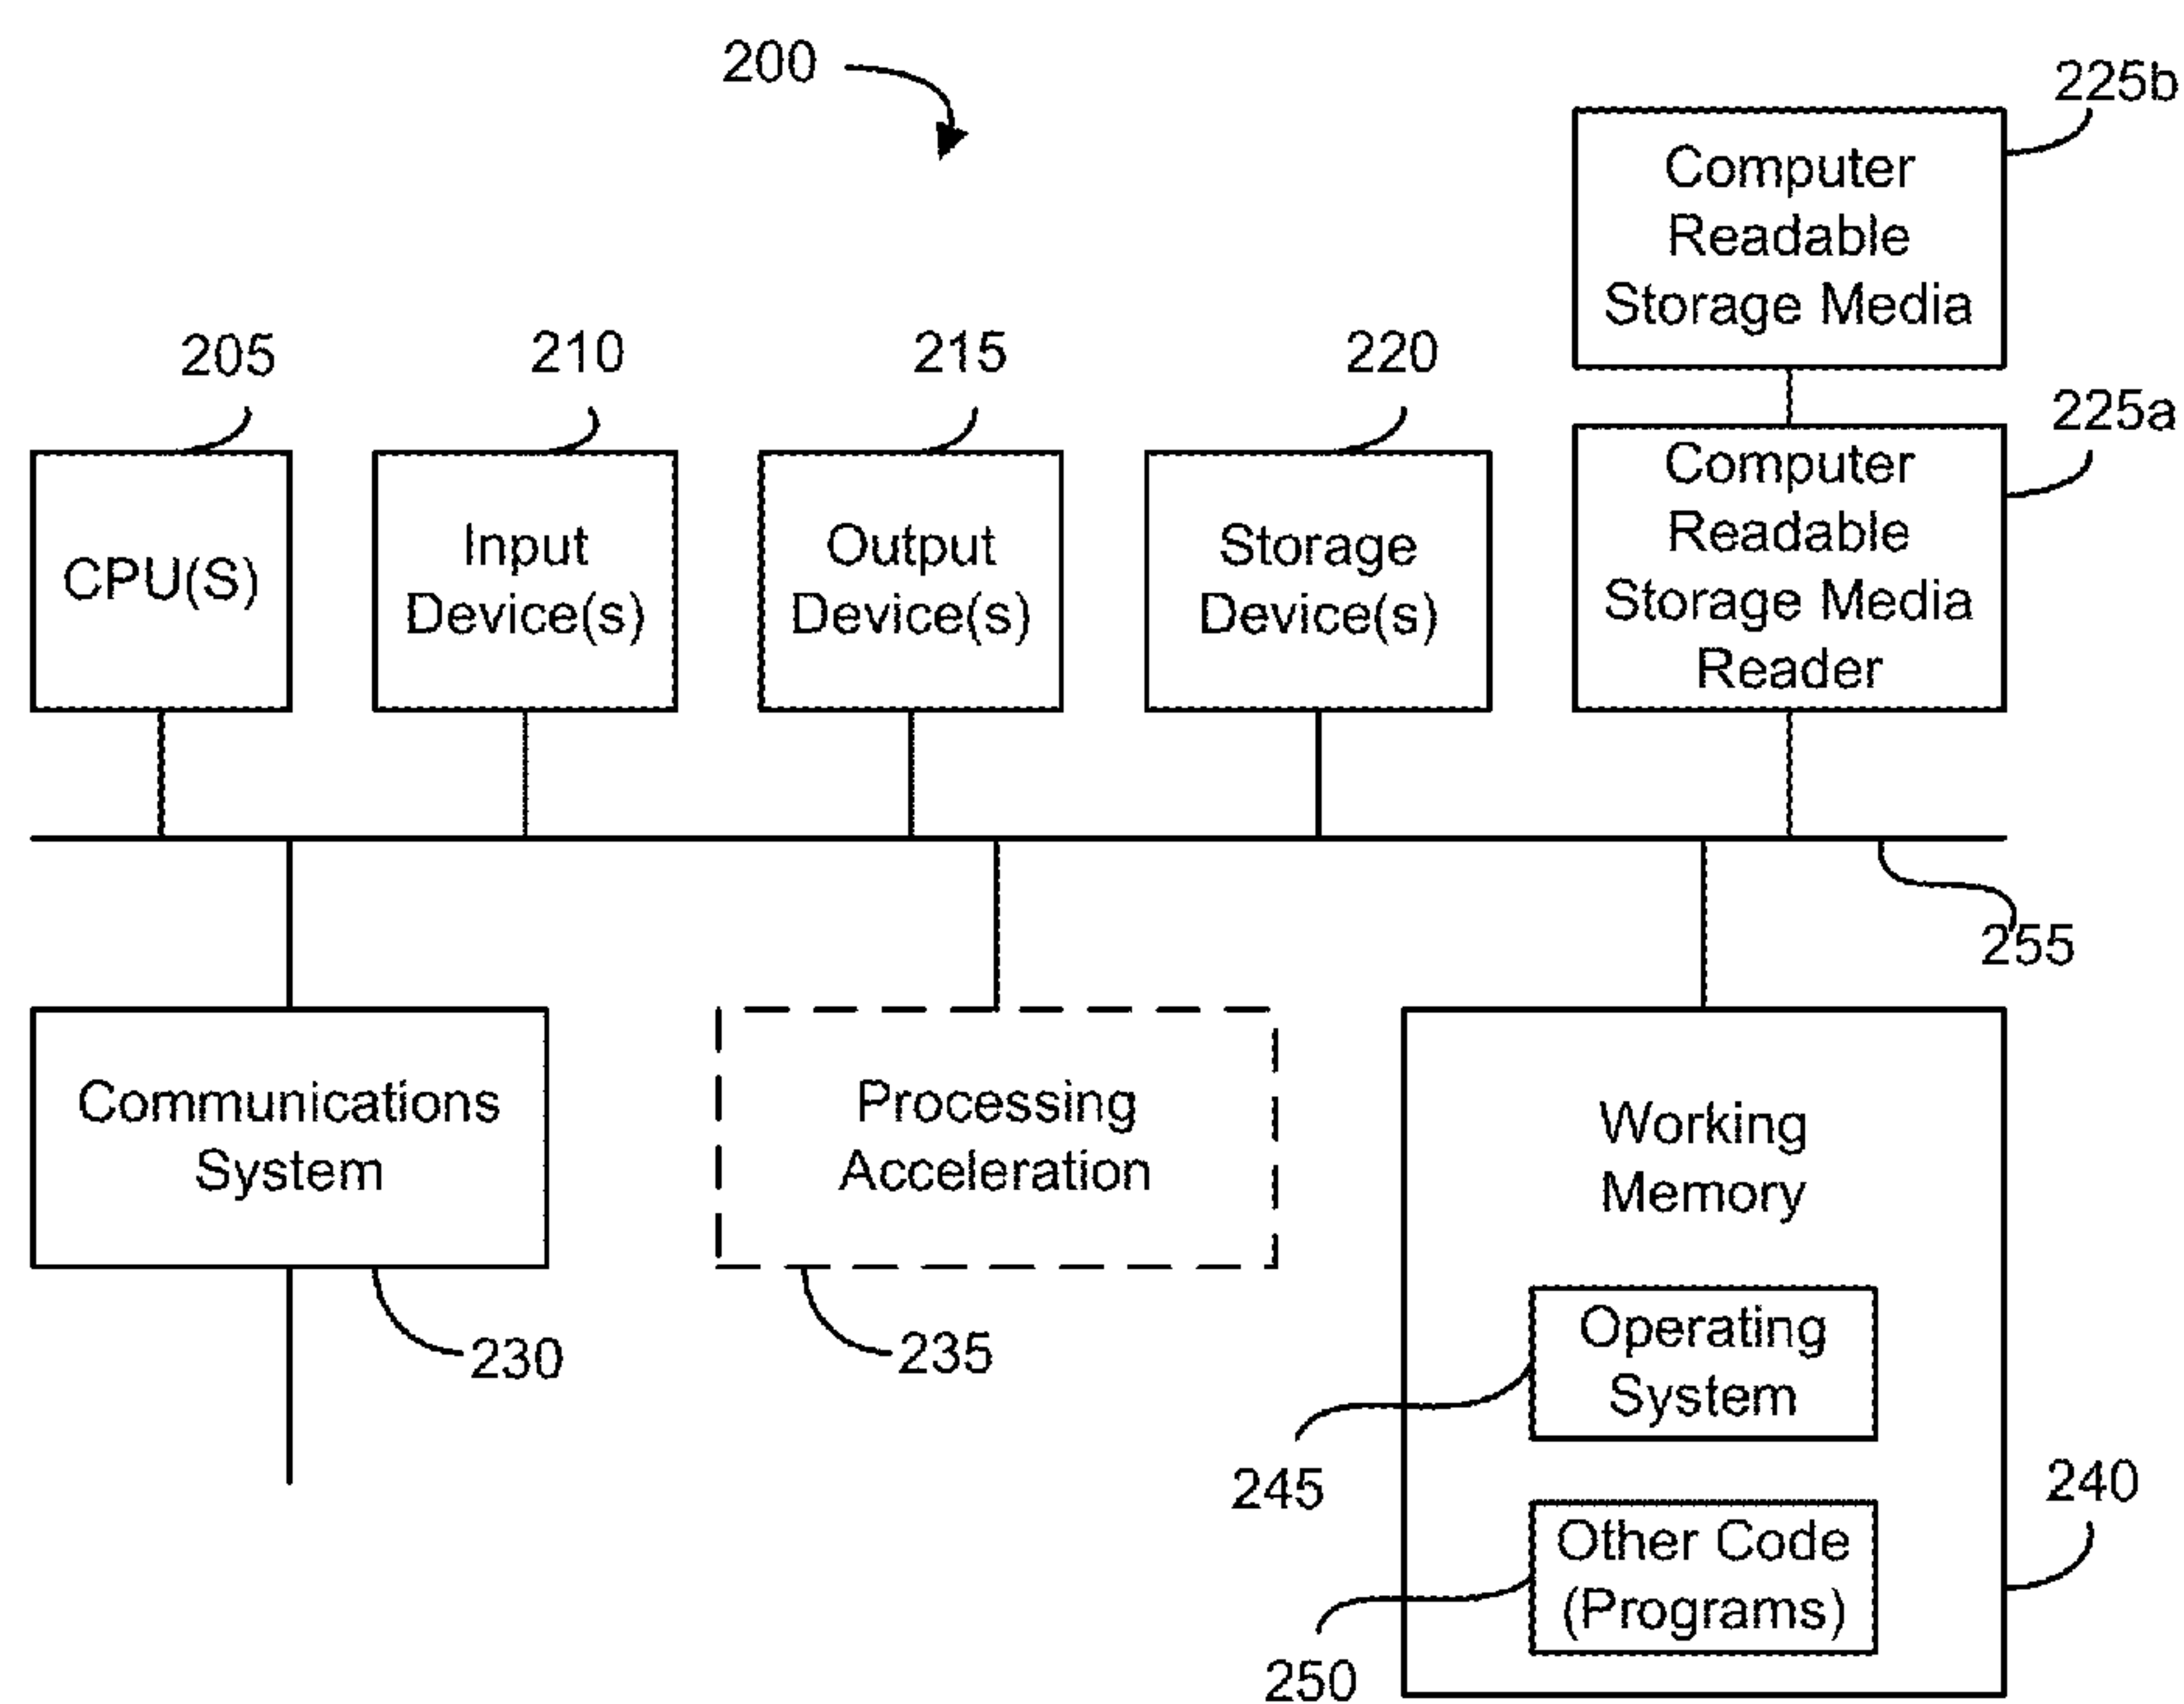 200
225b
Computer
Readable
Storage Media
205
210
215
220
225a
CPU(S)
Input
Device(s)
Output
Device(s)
Storage
Device(s)
Computer
Readable
Storage Media
Reader
255
Communications
System
230
Processing
Acceleration
235
Working
Memory
Operating
System
245
240
Other Code
(Programs)
250